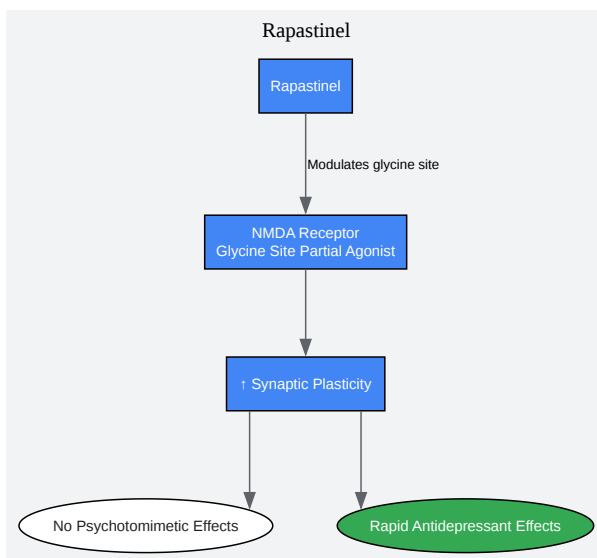 Rapastinel
Rapastinel
Modulates glycine site
NMDA Receptor
Glycine Site Partial Agonist
↑ Synaptic Plasticity
No Psychotomimetic Effects
Rapid Antidepressant Effects